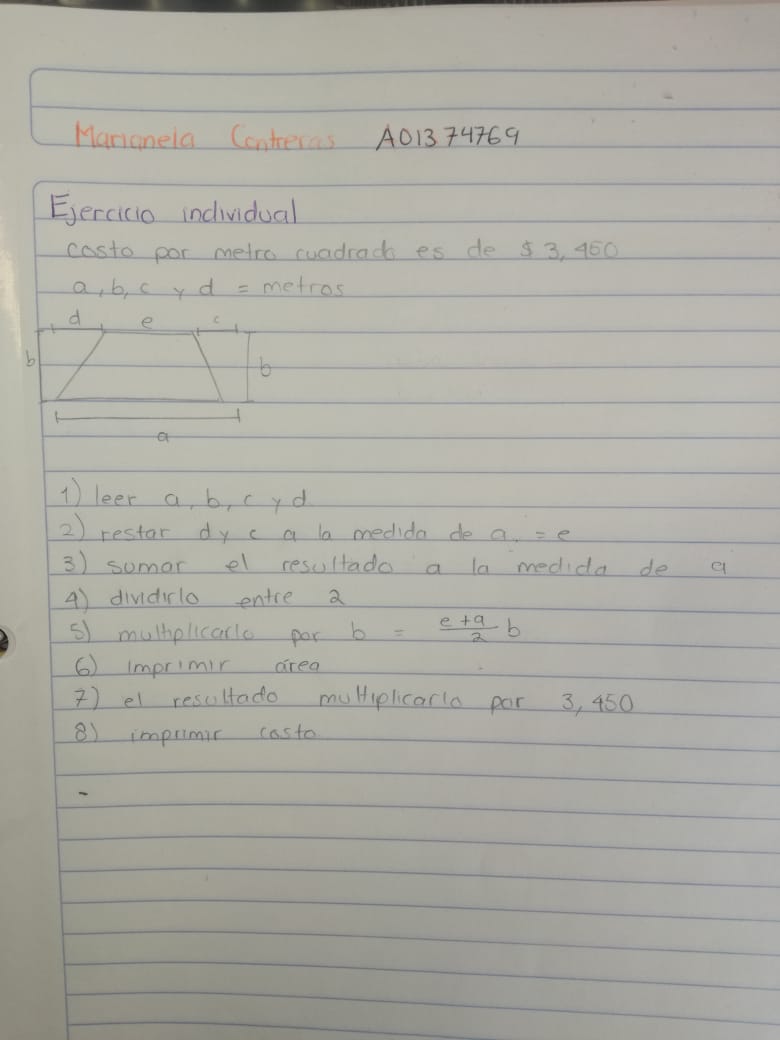 Marianela Contreras A01374769
Ejercicio individual
costo por metro cuadrado es de $ 3,450
a, b, c y d = metros
d e c
b b
a
1) leer a, b, c y d
2) restar d y c a la medida de a, = e
3) sumar el resultado a la medida de a
4) dividirlo entre 2
5) multiplicarlo por b = e+a/2 b
6) imprimir área
7) el resultado multiplicarlo por 3,450
8) imprimir costo
-